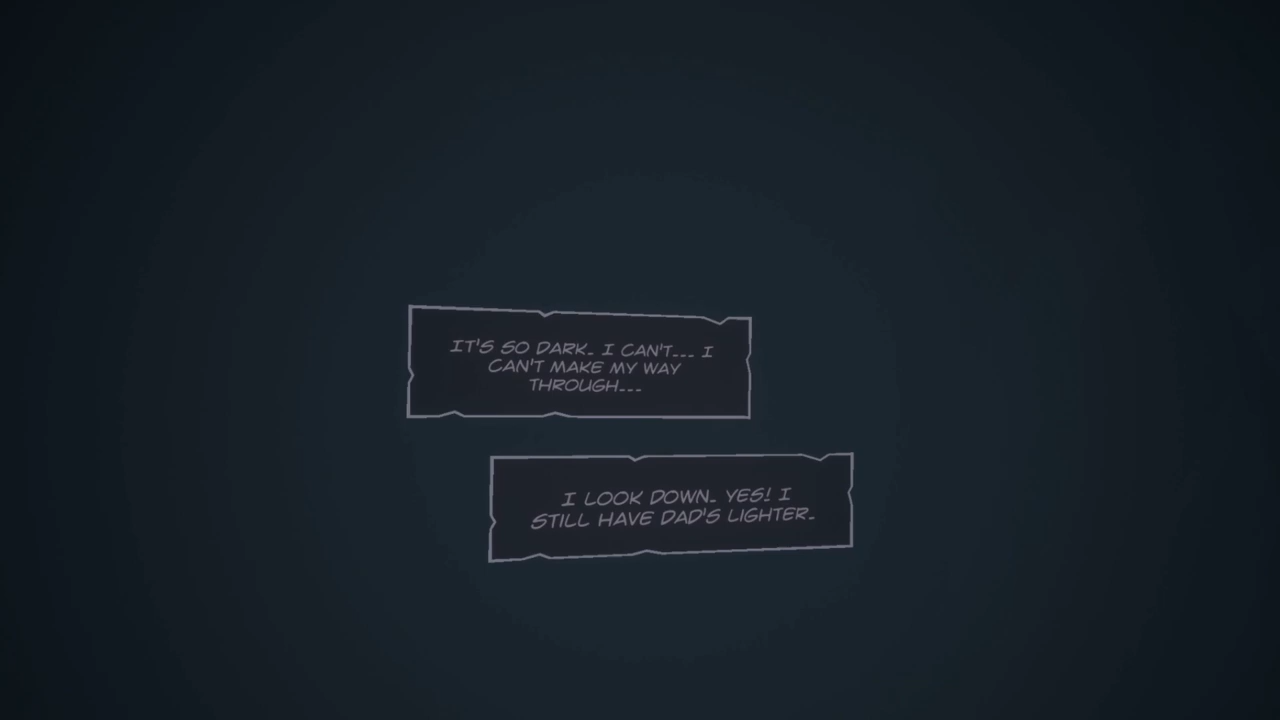 IT'S SO DARK. I CAN'T... I
CAN'T MAKE MY WAY
THROUGH...
I LOOK DOWN. YES! I
STILL HAVE DAD'S LIGHTER.